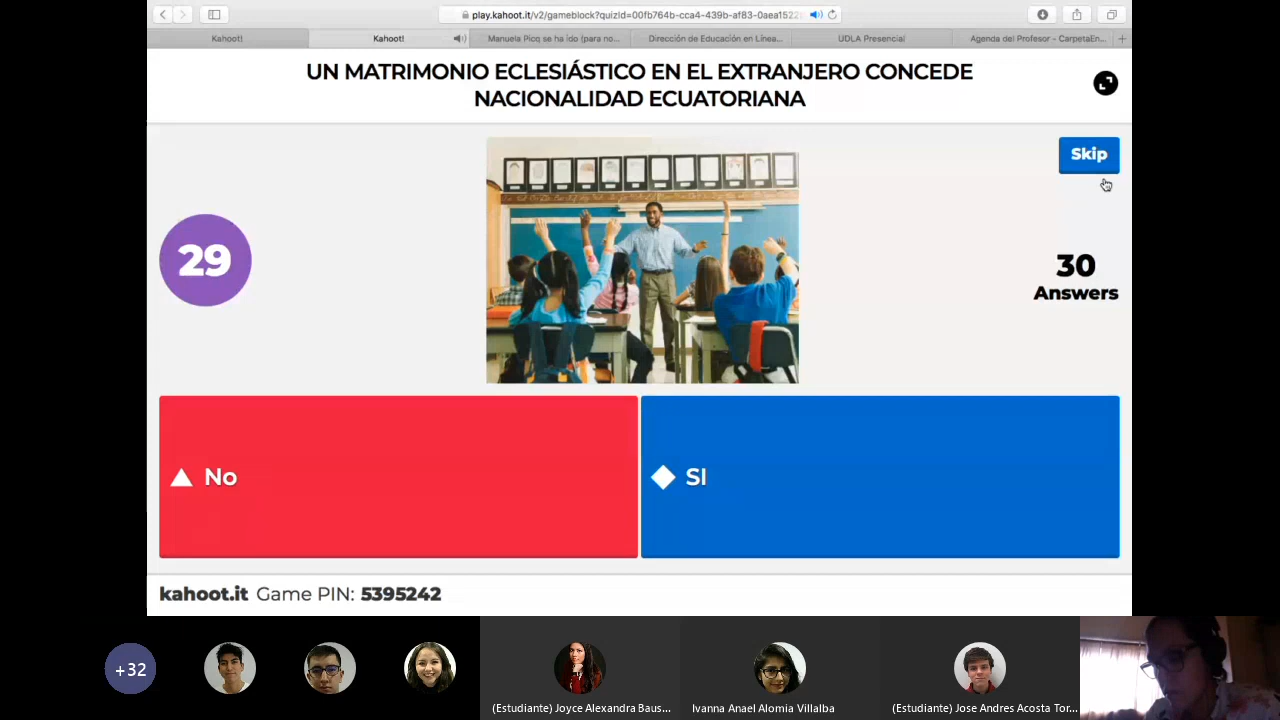 play.kahoot.it/v2/gameblock?quizId=00fb764b-cca4-439b-af83-0aea1522
Kahoot!
Kahoot!
Manuela Picq se ha ido (para no...
Dirección de Educación en Línea...
UDLA Presencial
Agenda del Profesor - CarpetaEn...
UN MATRIMONIO ECLESIÁSTICO EN EL EXTRANJERO CONCEDE
NACIONALIDAD ECUATORIANA
Skip
29
30
Answers
No
SI
kahoot.it Game PIN: 5395242
+32
(Estudiante) Joyce Alexandra Baus...
Ivanna Anael Alomia Villalba
(Estudiante) Jose Andres Acosta Tor...